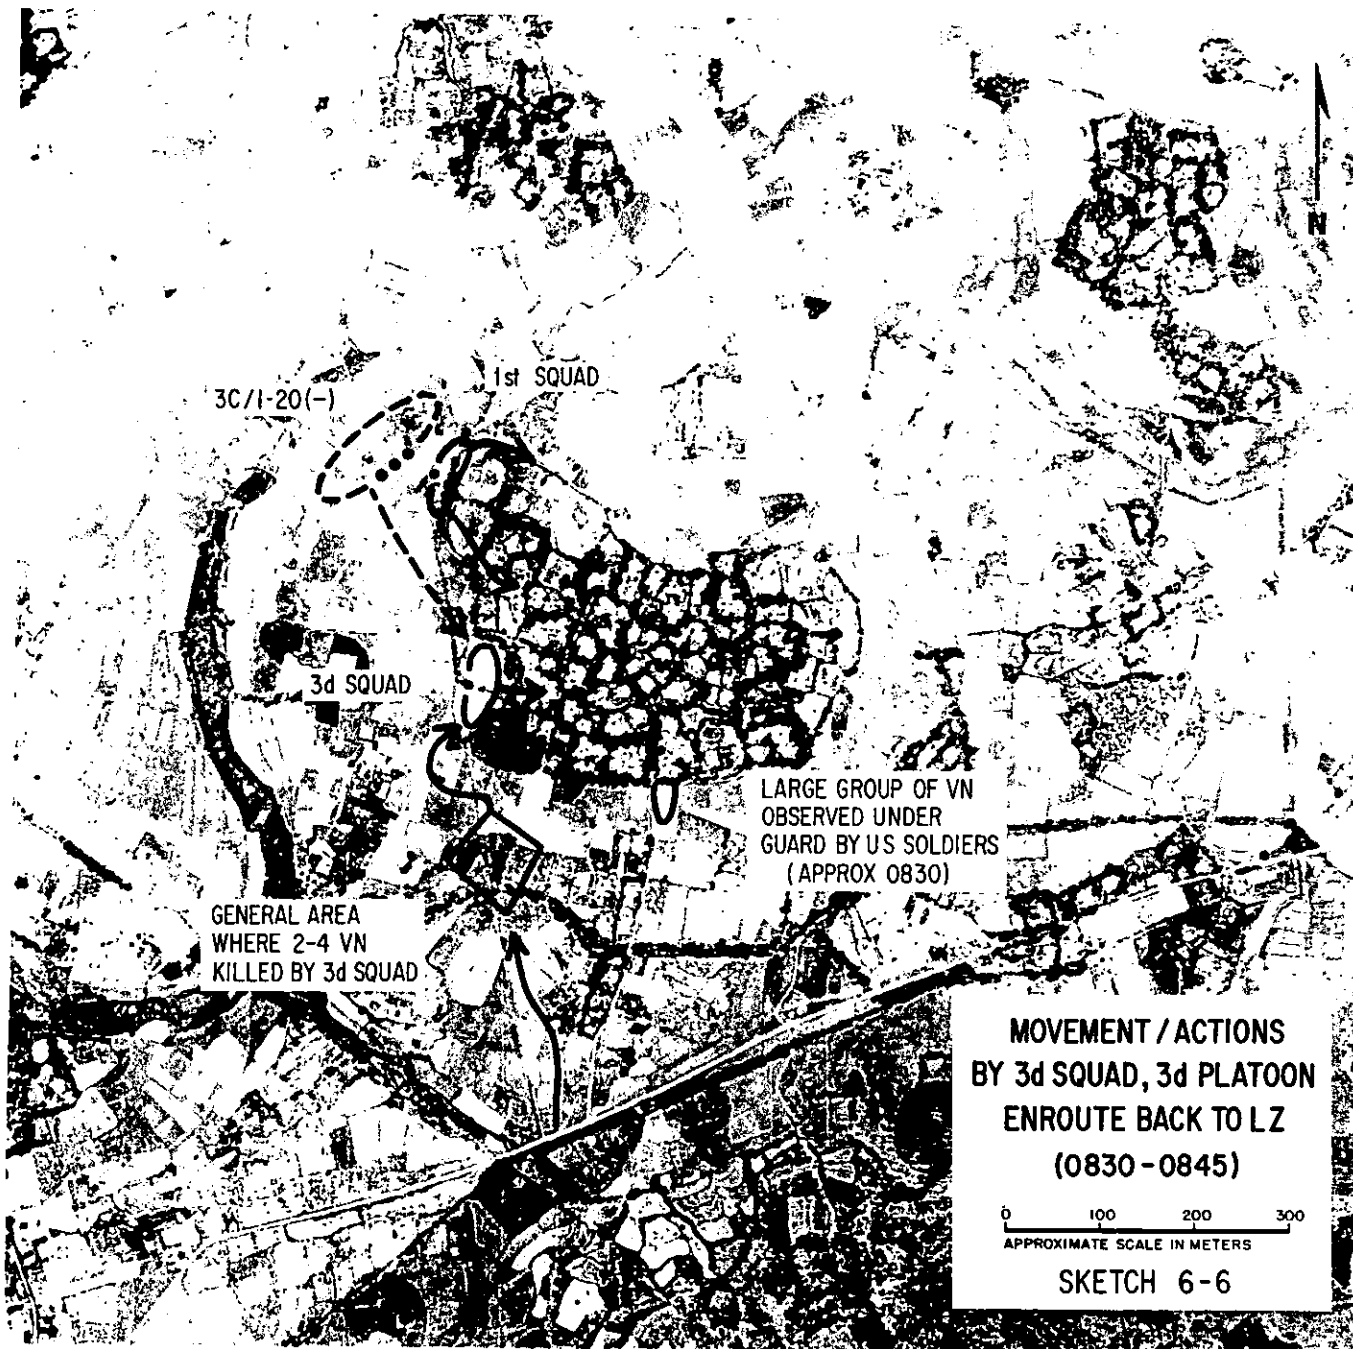 N
1st SQUAD
3C/1-20(-)
3d SQUAD
LARGE GROUP OF VN
OBSERVED UNDER
GUARD BY US SOLDIERS
(APPROX 0830)
GENERAL AREA
WHERE 2-4 VN
KILLED BY 3d SQUAD
MOVEMENT / ACTIONS
BY 3d SQUAD, 3d PLATOON
ENROUTE BACK TO LZ
(0830-0845)
0 100 200 300
APPROXIMATE SCALE IN METERS
SKETCH 6-6